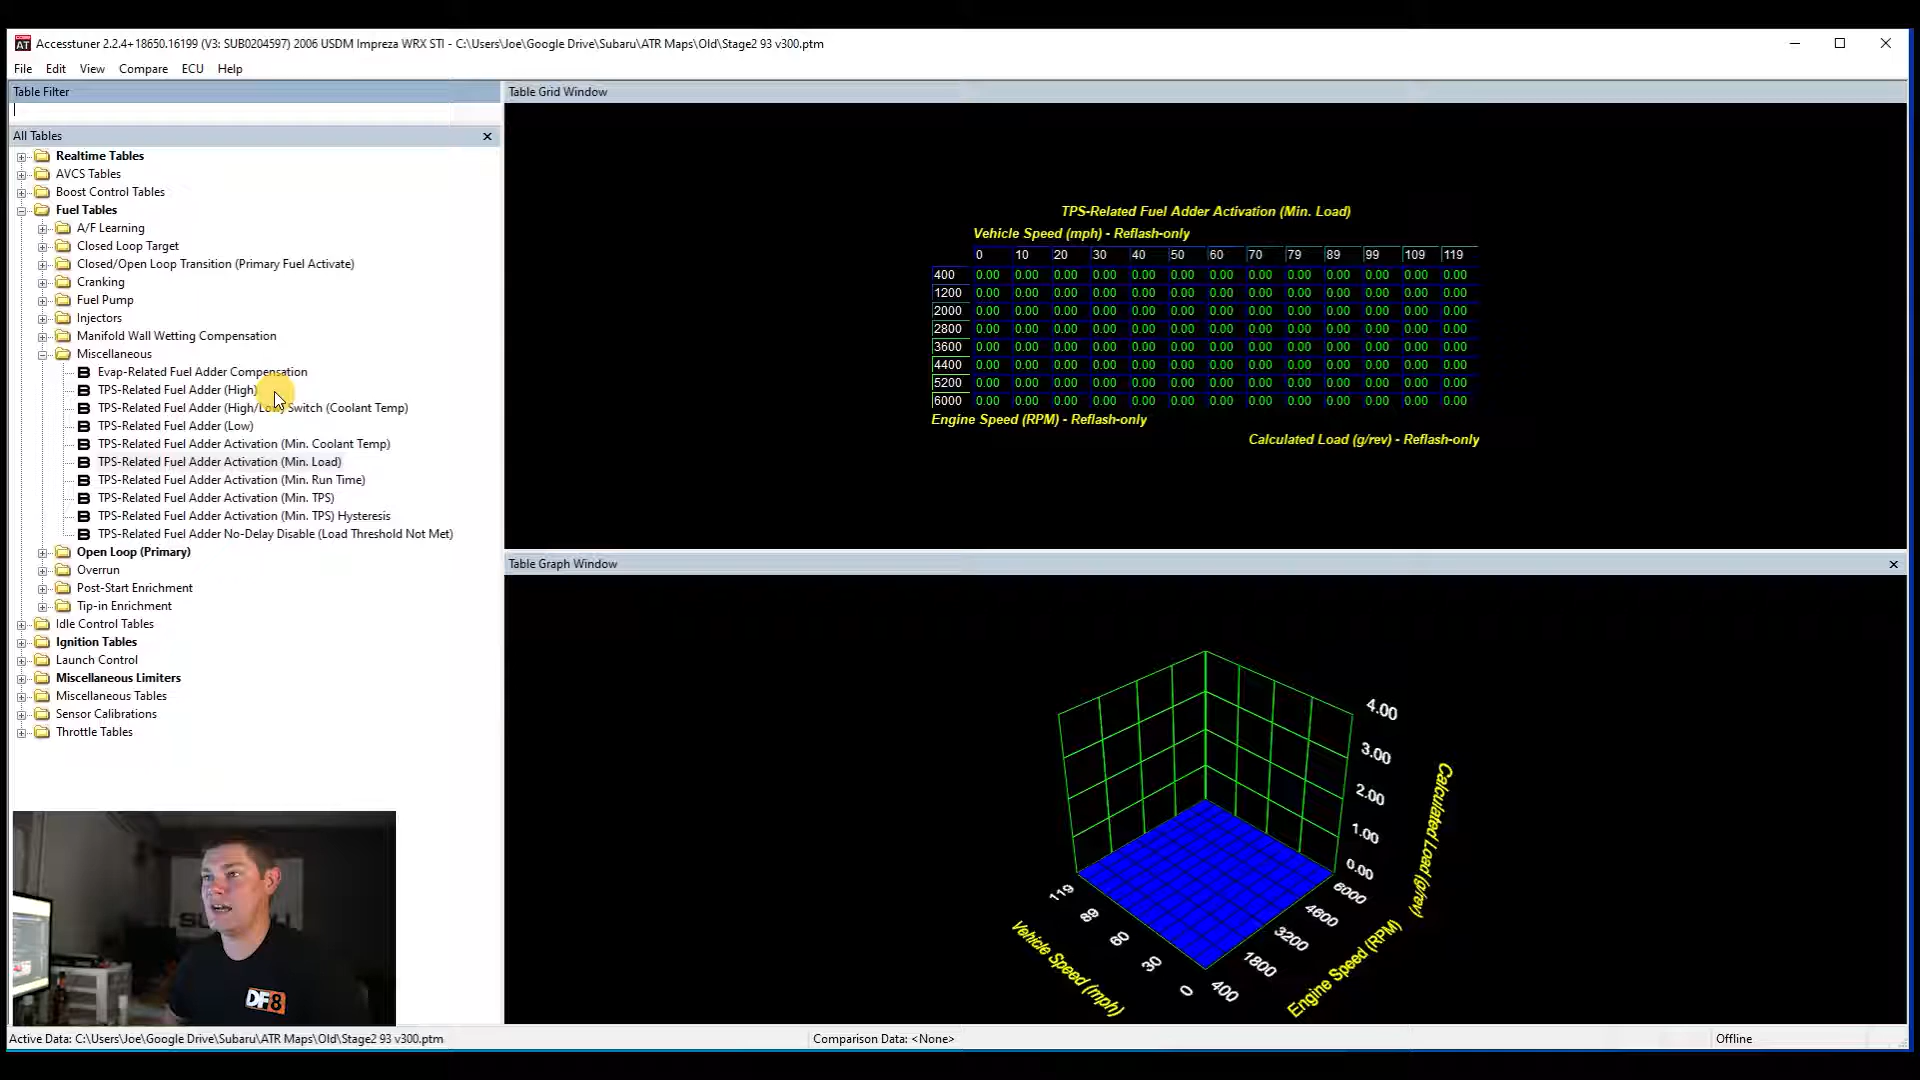 Accesstuner 2.2.4+18650.16199 (V3: SUB0204597) 2006 USDM Impreza WRX STI - C:\Users\Joe\Google Drive\Subaru\ATR Maps\Old\Stage2 93 v300.ptm
File Edit View Compare ECU Help
Table Filter
All Tables
Realtime Tables
AVCS Tables
Boost Control Tables
Fuel Tables
A/F Learning
Closed Loop Target
Closed/Open Loop Transition (Primary Fuel Activate)
Cranking
Fuel Pump
Injectors
Manifold Wall Wetting Compensation
Miscellaneous
Evap-Related Fuel Adder Compensation
TPS-Related Fuel Adder (High)
TPS-Related Fuel Adder (High/Low) Switch (Coolant Temp)
TPS-Related Fuel Adder (Low)
TPS-Related Fuel Adder Activation (Min. Coolant Temp)
TPS-Related Fuel Adder Activation (Min. Load)
TPS-Related Fuel Adder Activation (Min. Run Time)
TPS-Related Fuel Adder Activation (Min. TPS)
TPS-Related Fuel Adder Activation (Min. TPS) Hysteresis
TPS-Related Fuel Adder No-Delay Disable (Load Threshold Not Met)
Open Loop (Primary)
Overrun
Post-Start Enrichment
Tip-in Enrichment
Idle Control Tables
Ignition Tables
Launch Control
Miscellaneous Limiters
Miscellaneous Tables
Sensor Calibrations
Throttle Tables
DF8
Table Grid Window
TPS-Related Fuel Adder Activation (Min. Load)
Vehicle Speed (mph) - Reflash-only
0 10 20 30 40 50 60 70 79 89 99 109 119
400 0.00 0.00 0.00 0.00 0.00 0.00 0.00 0.00 0.00 0.00 0.00 0.00 0.00
1200 0.00 0.00 0.00 0.00 0.00 0.00 0.00 0.00 0.00 0.00 0.00 0.00 0.00
2000 0.00 0.00 0.00 0.00 0.00 0.00 0.00 0.00 0.00 0.00 0.00 0.00 0.00
2800 0.00 0.00 0.00 0.00 0.00 0.00 0.00 0.00 0.00 0.00 0.00 0.00 0.00
3600 0.00 0.00 0.00 0.00 0.00 0.00 0.00 0.00 0.00 0.00 0.00 0.00 0.00
4400 0.00 0.00 0.00 0.00 0.00 0.00 0.00 0.00 0.00 0.00 0.00 0.00 0.00
5200 0.00 0.00 0.00 0.00 0.00 0.00 0.00 0.00 0.00 0.00 0.00 0.00 0.00
6000 0.00 0.00 0.00 0.00 0.00 0.00 0.00 0.00 0.00 0.00 0.00 0.00 0.00
Engine Speed (RPM) - Reflash-only
Calculated Load (g/rev) - Reflash-only
Table Graph Window
4.00
3.00
2.00
1.00
0.00
Calculated Load (g/rev)
119 89 60 30 0
Vehicle Speed (mph)
400 1800 3200 4600 6000
Engine Speed (RPM)
Active Data: C:\Users\Joe\Google Drive\Subaru\ATR Maps\Old\Stage2 93 v300.ptm
Comparison Data: <None>
Offline